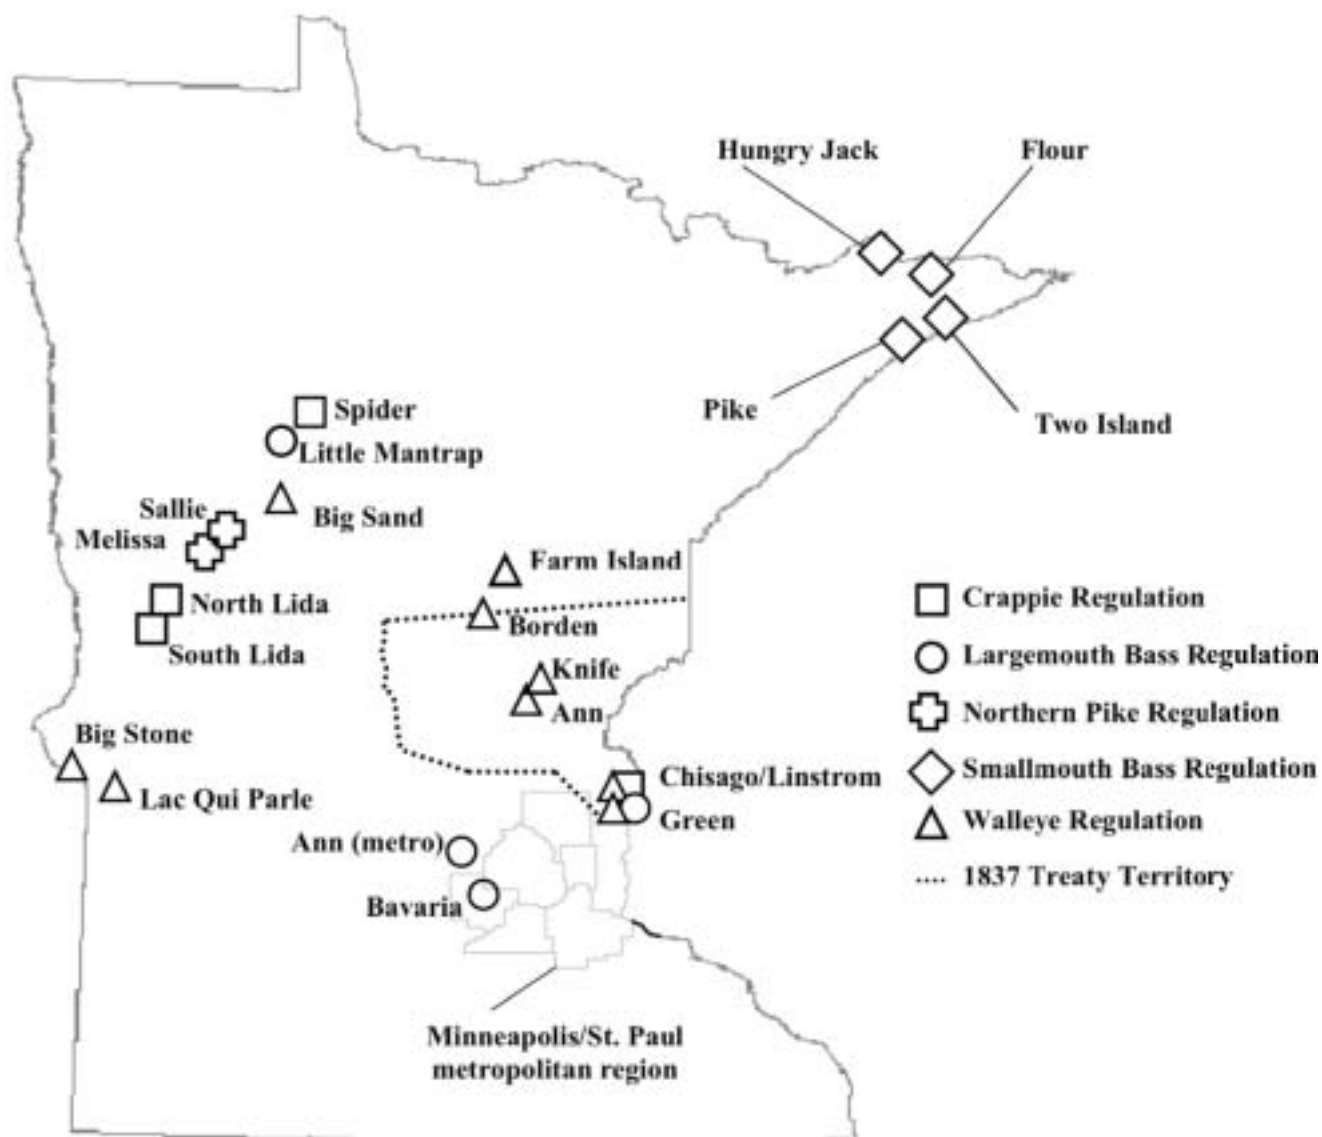 Hungry Jack
Flour
Pike
Two Island
Spider
Little Mantrap
Sallie
Big Sand
Melissa
Farm Island
North Lida
Borden
South Lida
Knife
Ann
Big Stone
Lac Qui Parle
Chisago/Linstrom
Green
Ann (metro)
Bavaria
Minneapolis/St. Paul
metropolitan region
Crappie Regulation
Largemouth Bass Regulation
Northern Pike Regulation
Smallmouth Bass Regulation
Walleye Regulation
1837 Treaty Territory